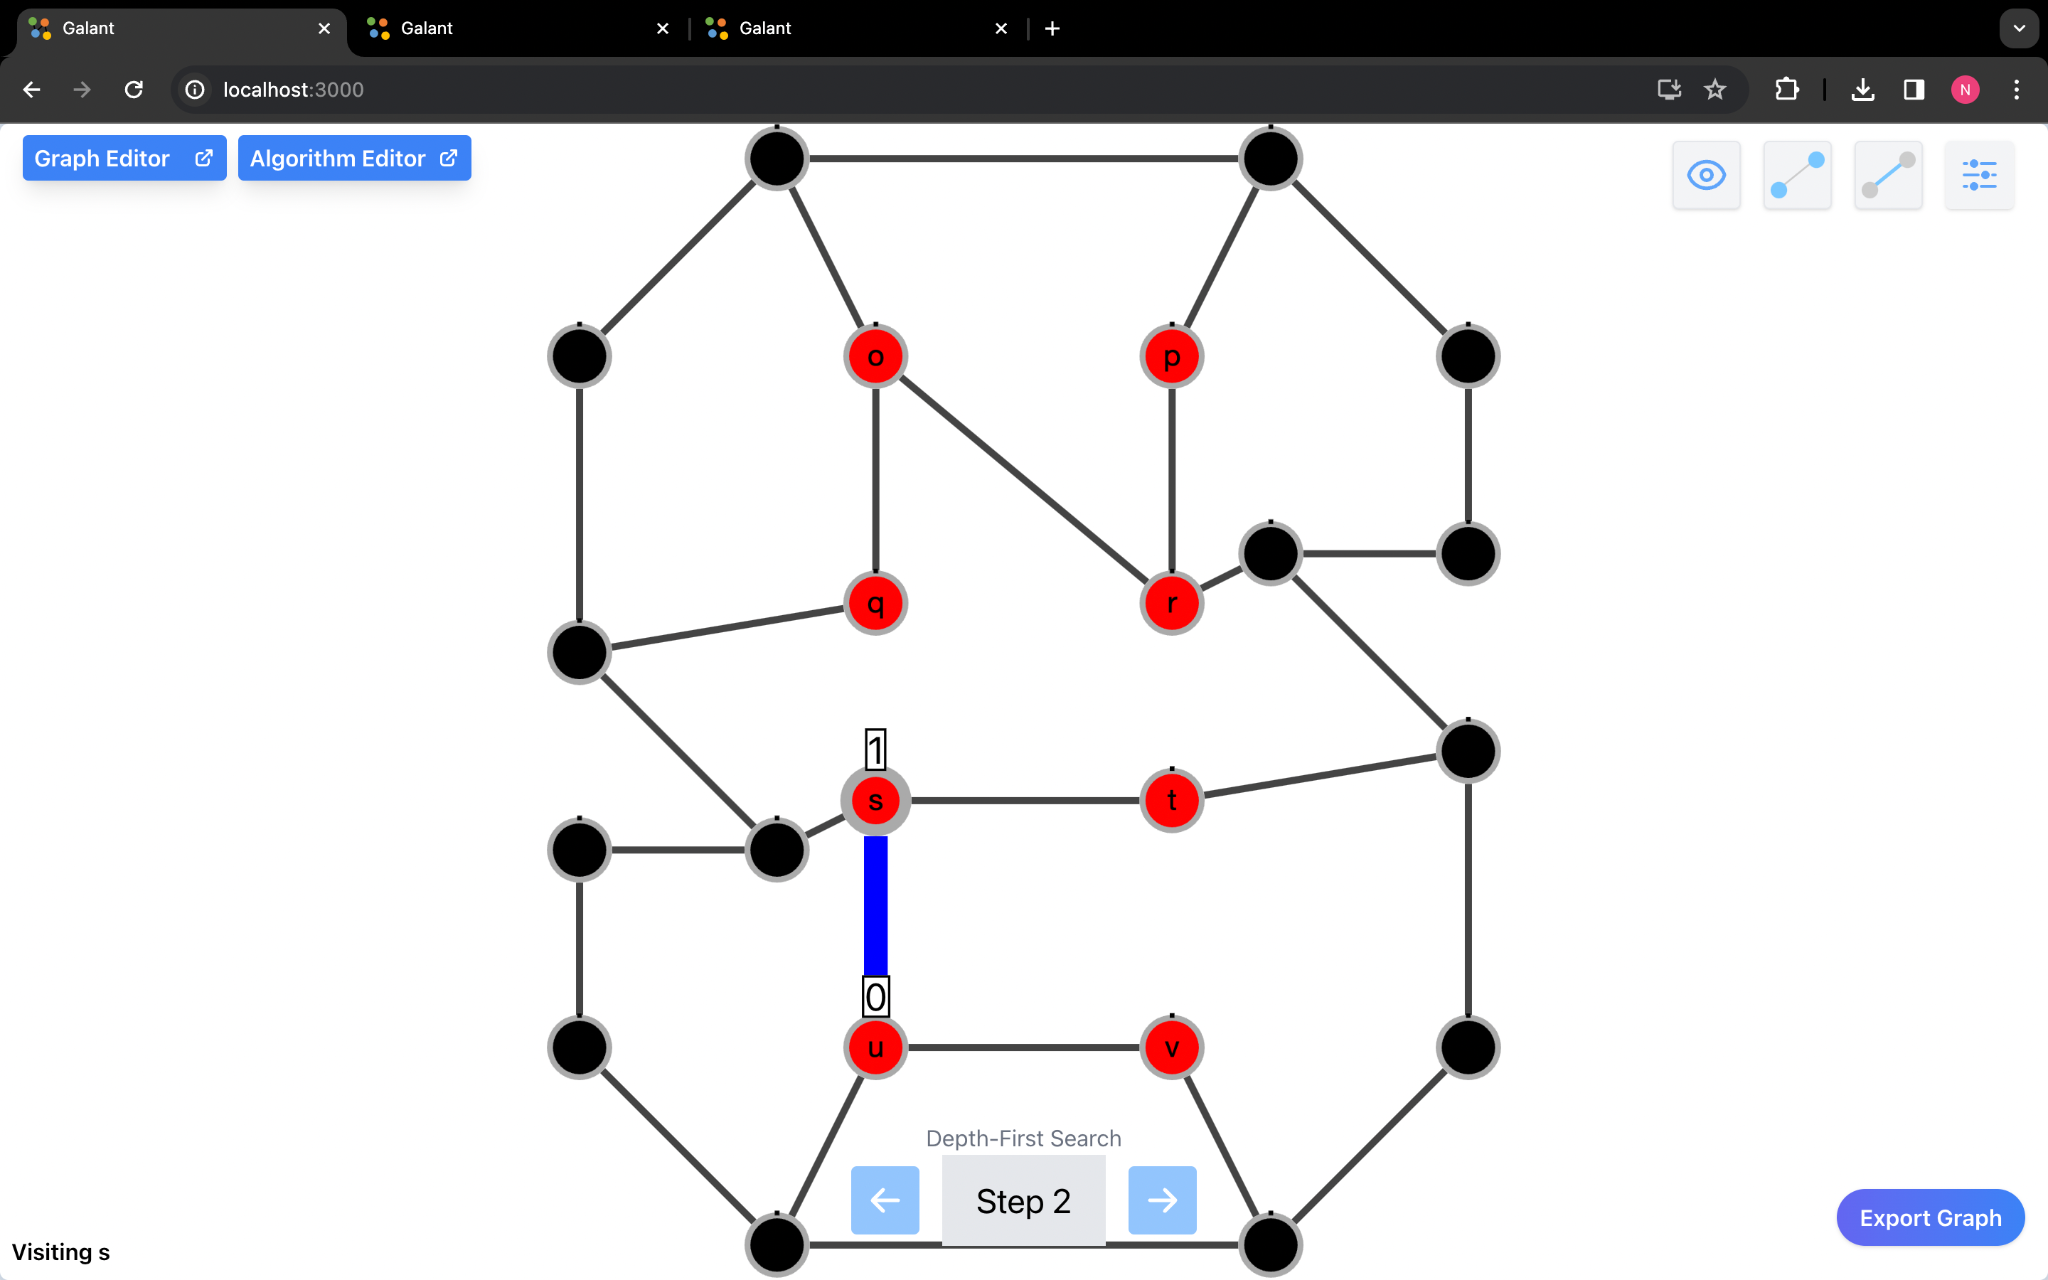 Galant
Galant
Galant
localhost:3000
N
Graph Editor
Algorithm Editor
o
p
q
r
1
s
t
0
u
v
Depth-First Search
Step 2
Export Graph
Visiting s